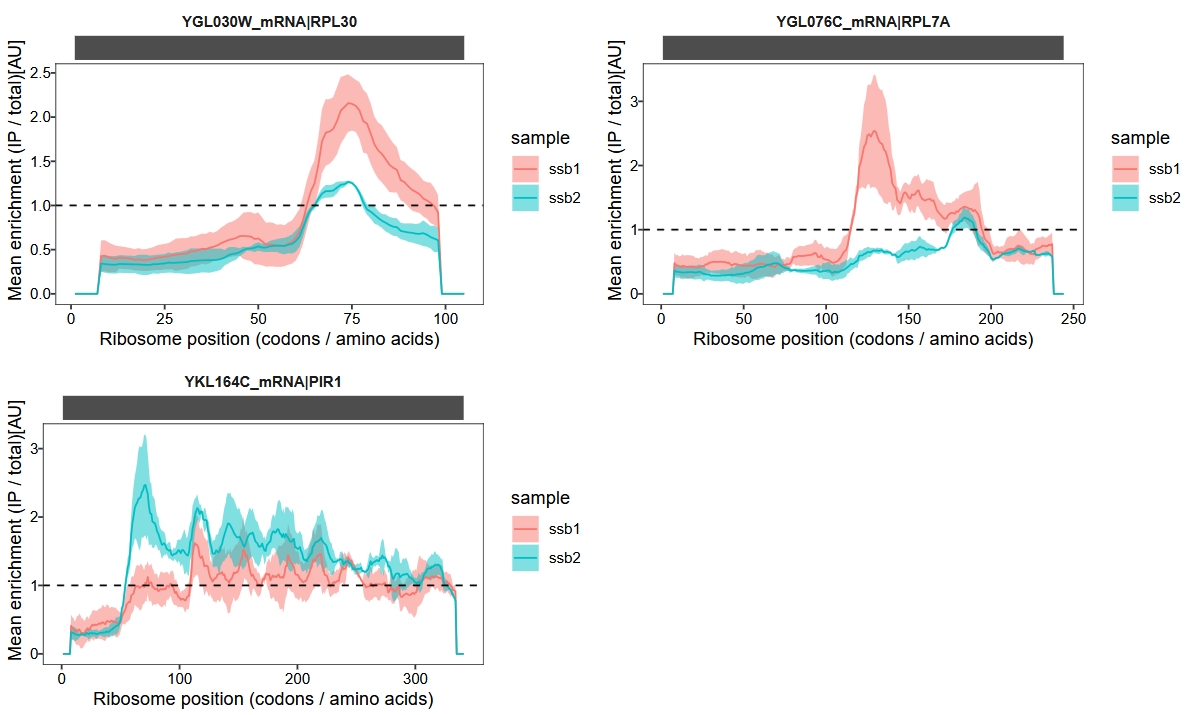 YGL030W_mRNA|RPL30
Mean enrichment (IP / total)[AU]
2.5
2.0
1.5
1.0
0.5
0.0
0 25 50 75 100
Ribosome position (codons / amino acids)
sample
ssb1
ssb2
YGL076C_mRNA|RPL7A
Mean enrichment (IP / total)[AU]
3
2
1
0
0 50 100 150 200 250
Ribosome position (codons / amino acids)
sample
ssb1
ssb2
YKL164C_mRNA|PIR1
Mean enrichment (IP / total)[AU]
3
2
1
0
0 100 200 300
Ribosome position (codons / amino acids)
sample
ssb1
ssb2